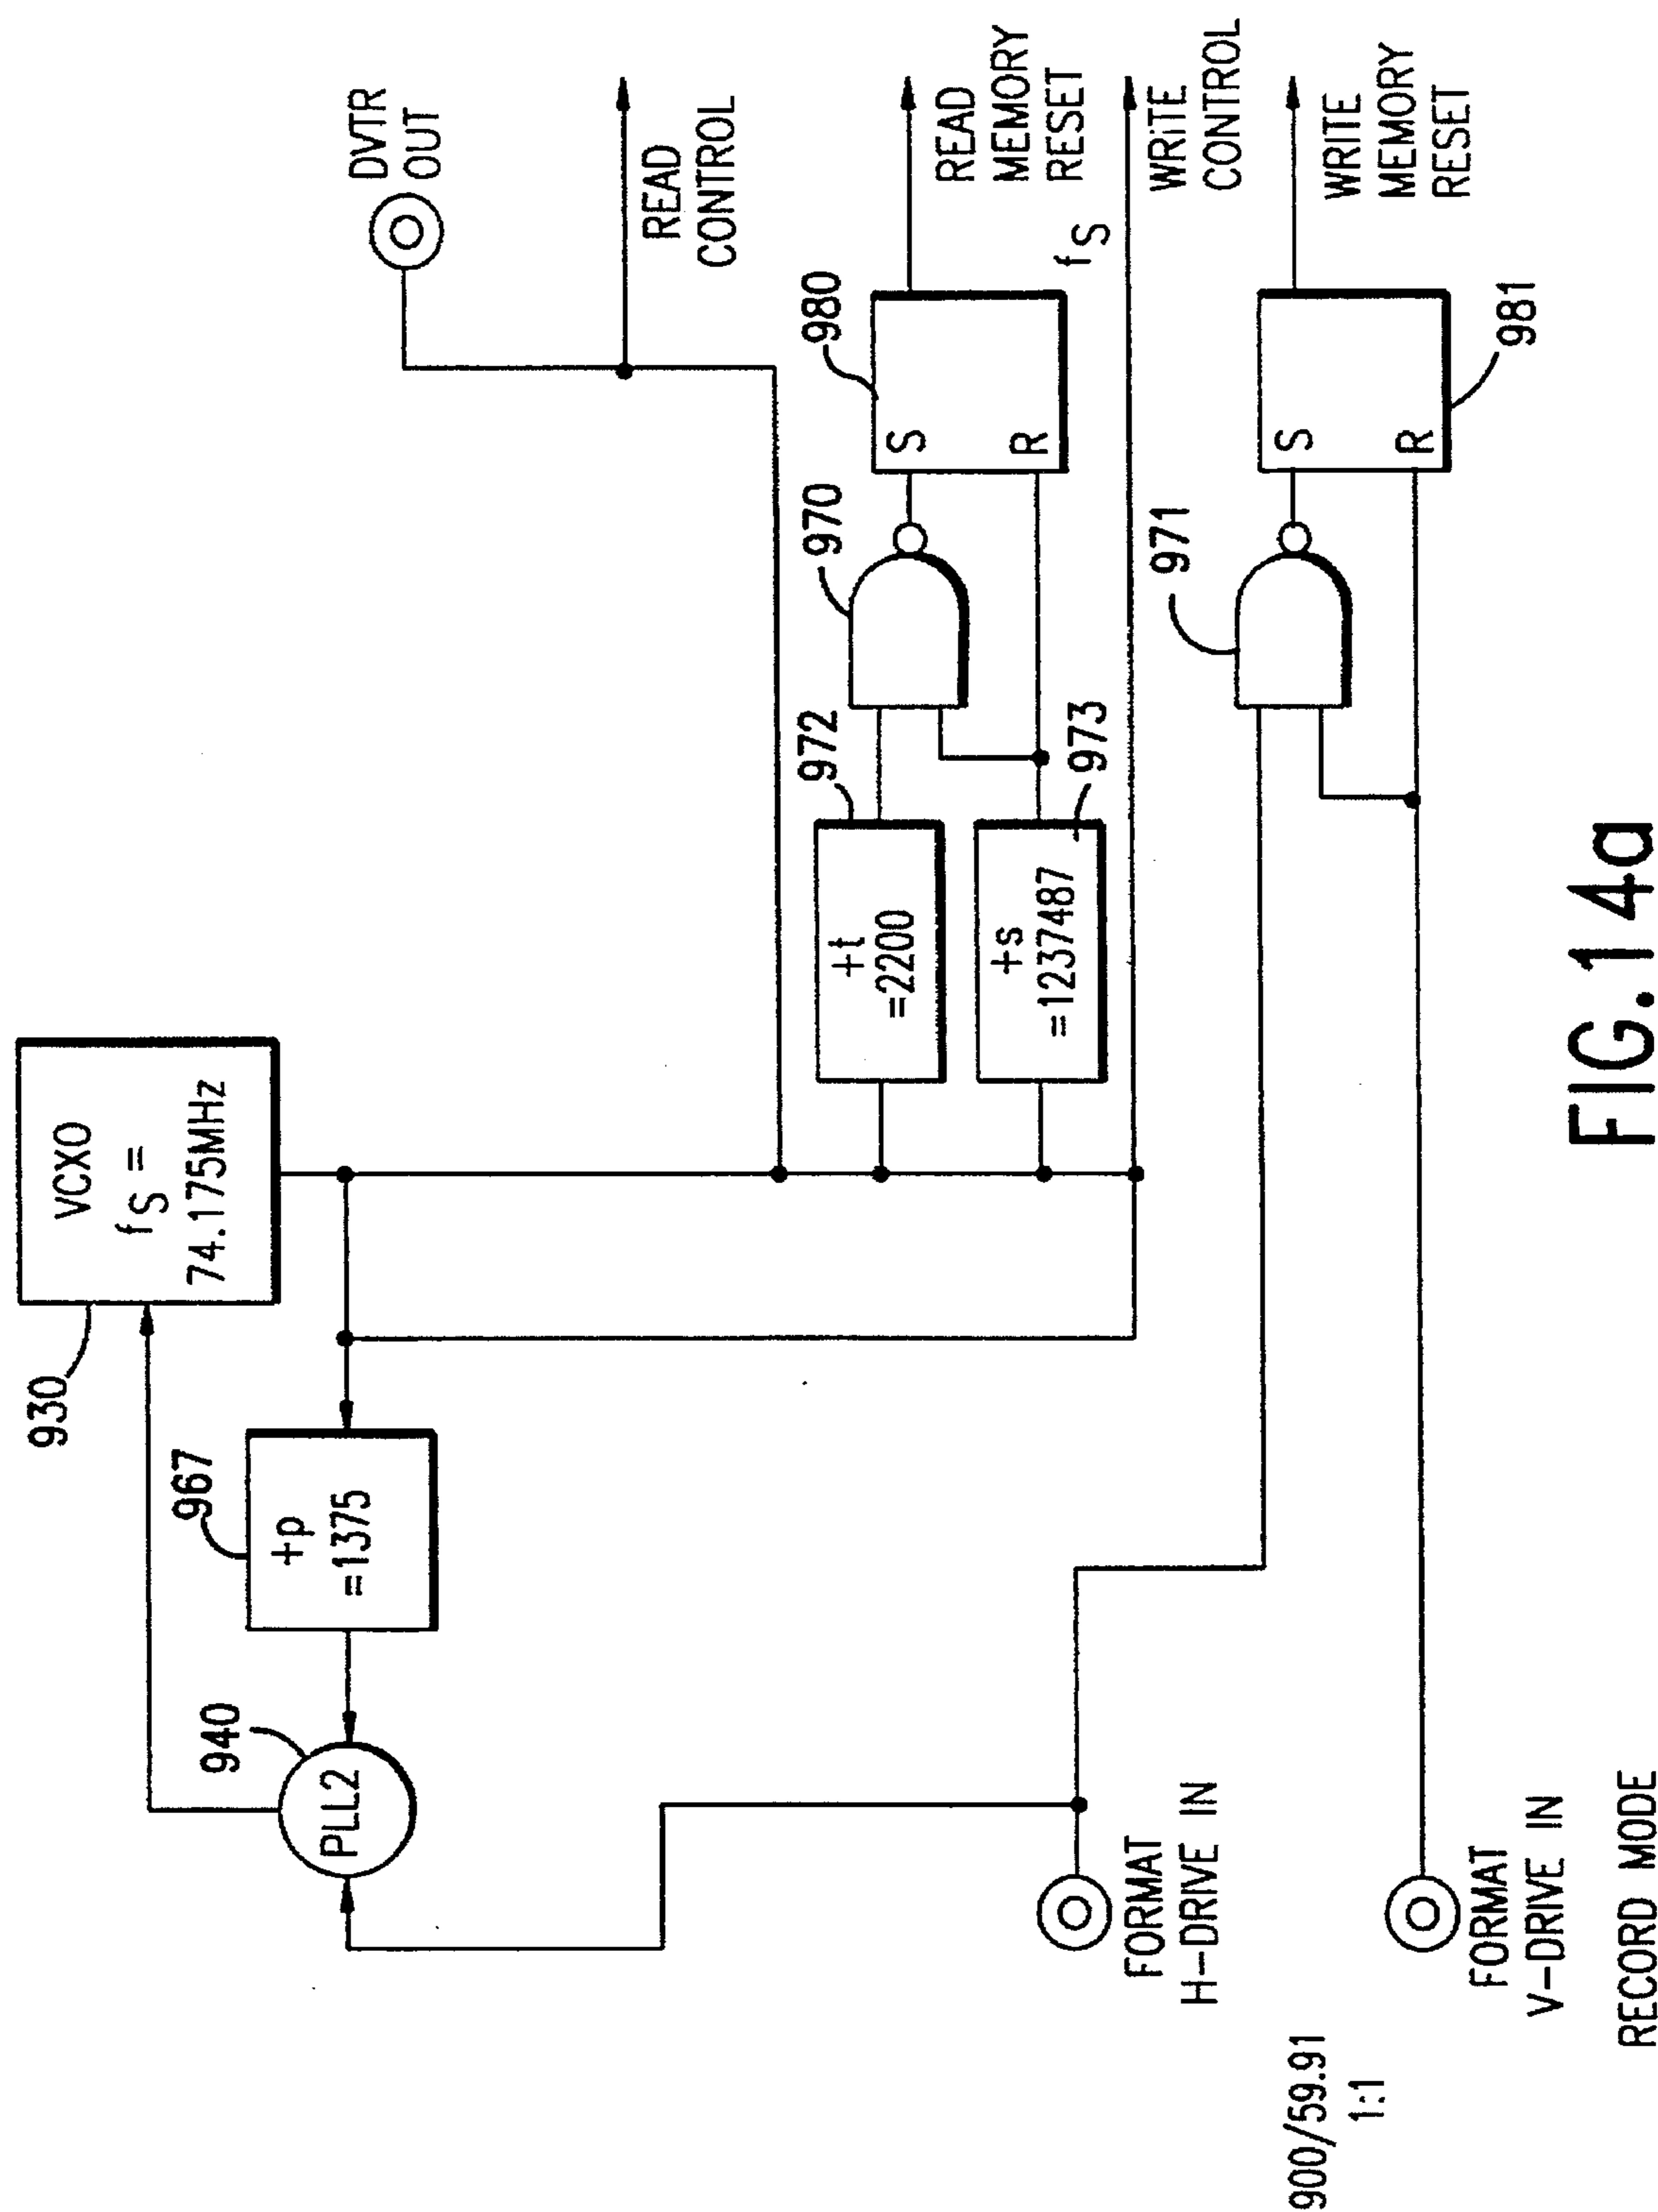 VCXO
fS =
74.175MHz
930
967
+p
=1375
940
PLL2
DVTR
OUT
READ
CONTROL
972
+t
=2200
+s
=1237487
973
970
980
S
R
READ
MEMORY
RESET
fS
WRiTE
CONTROL
971
S
R
981
WRITE
MEMORY
RESET
FORMAT
H-DRIVE IN
FORMAT
V-DRIVE IN
900/59.91
1:1
RECORD MODE
FIG.14a